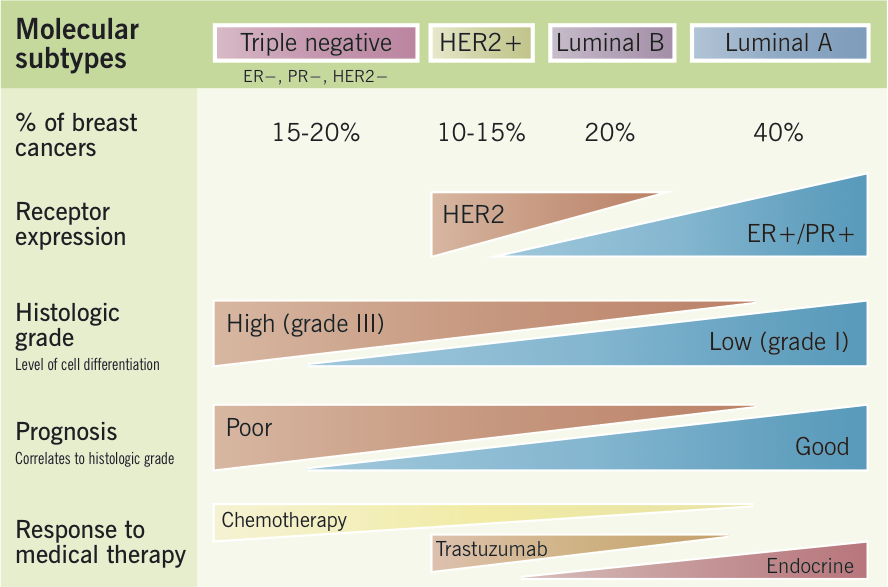 Molecular
subtypes
Triple negative
HER2+
Luminal B
Luminal A
ER−, PR−, HER2−
% of breast
cancers
15-20%
10-15%
20%
40%
Receptor
expression
HER2
ER+/PR+
Histologic
grade
Level of cell differentiation
High (grade III)
Low (grade I)
Prognosis
Correlates to histologic grade
Poor
Good
Response to
medical therapy
Chemotherapy
Trastuzumab
Endocrine